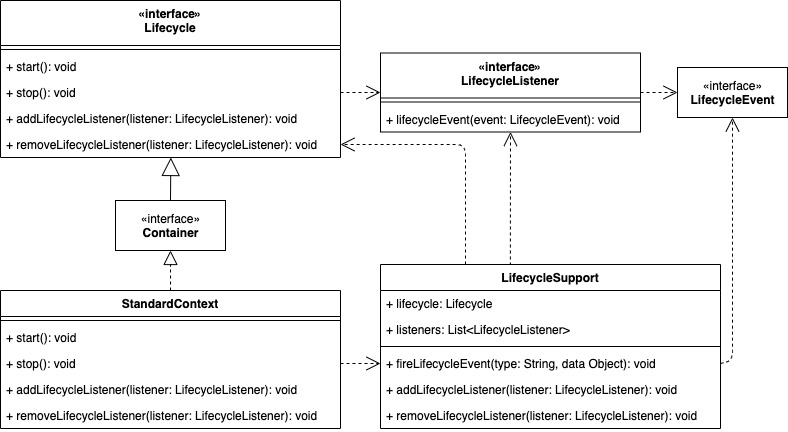 «interface»
Lifecycle
+ start(): void
+ stop(): void
+ addLifecycleListener(listener: LifecycleListener): void
+ removeLifecycleListener(listener: LifecycleListener): void
«interface»
LifecycleListener
+ lifecycleEvent(event: LifecycleEvent): void
«interface»
LifecycleEvent
«interface»
Container
StandardContext
+ start(): void
+ stop(): void
+ addLifecycleListener(listener: LifecycleListener): void
+ removeLifecycleListener(listener: LifecycleListener): void
LifecycleSupport
+ lifecycle: Lifecycle
+ listeners: List<LifecycleListener>
+ fireLifecycleEvent(type: String, data Object): void
+ addLifecycleListener(listener: LifecycleListener): void
+ removeLifecycleListener(listener: LifecycleListener): void